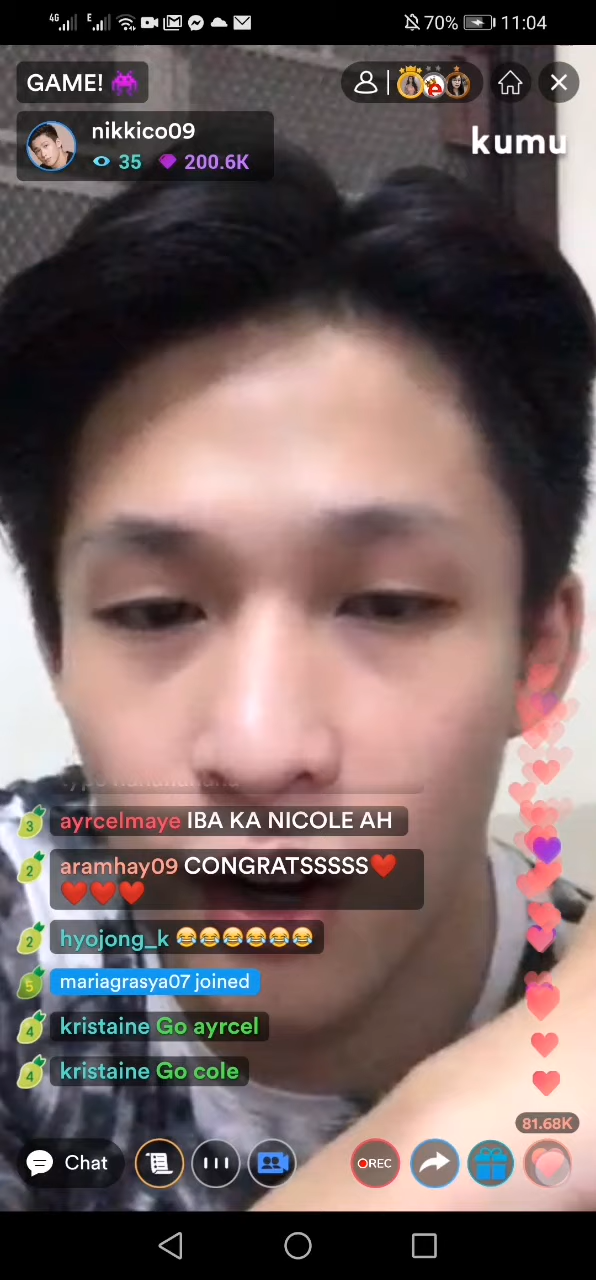 4G E 70% 11:04
GAME!
nikkico09
35 200.6K
kumu
ayrcelmaye IBA KA NICOLE AH
aramhay09 CONGRATSSSSS❤️
❤️❤️❤️
hyojong_k 😂😂😂😂😂😂
mariagrasya07 joined
kristaine Go ayrcel
kristaine Go cole
81.68K
Chat
REC
3
2
2
5
4
4